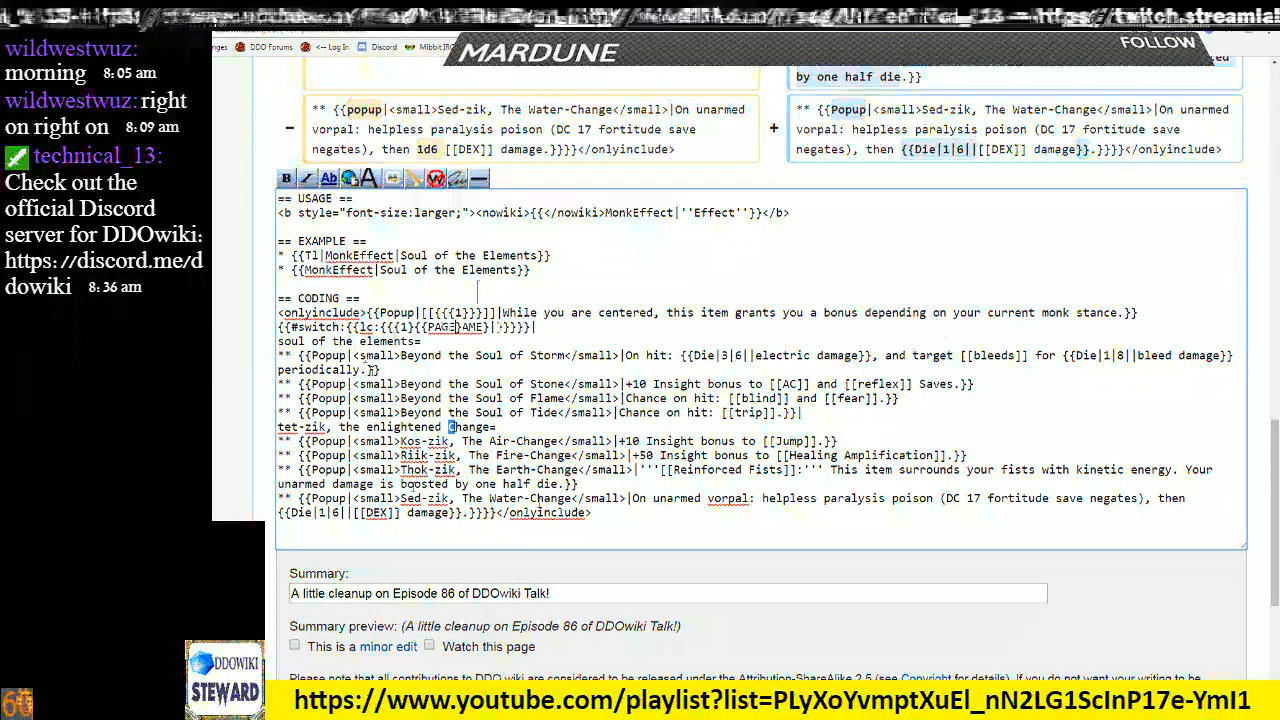 MARDUNE
FOLLOW
DDO Forums
<-- Log In
Discord
Mibbit IRC
wildwestwuz:
morning 8:05 am
wildwestwuz: right
on right on 8:09 am
technical_13:
Check out the
official Discord
server for DDOwiki:
https://discord.me/d
dowiki 8:36 am
by one half die.}}
− ** {{popup|<small>Sed-zik, The Water-Change</small>|On unarmed
vorpal: helpless paralysis poison (DC 17 fortitude save
negates), then 1d6 [[DEX]] damage.}}}}</onlyinclude>
+ ** {{Popup|<small>Sed-zik, The Water-Change</small>|On unarmed
vorpal: helpless paralysis poison (DC 17 fortitude save
negates), then {{Die|1|6||[[DEX]] damage}}.}}}}</onlyinclude>
== USAGE ==
<b style="font-size:larger;"><nowiki>{{</nowiki>MonkEffect|''Effect''}}</b>
== EXAMPLE ==
* {{Tl|MonkEffect|Soul of the Elements}}
* {{MonkEffect|Soul of the Elements}}
== CODING ==
<onlyinclude>{{Popup|[[{{{1}}}]]|While you are centered, this item grants you a bonus depending on your current monk stance.}}
{{#switch:{{lc:{{{1}{{PAGE}AME}|}}}}}|
soul of the elements=
** {{Popup|<small>Beyond the Soul of Storm</small>|On hit: {{Die|3|6||electric damage}}, and target [[bleeds]] for {{Die|1|8||bleed damage}}
periodically.}}
** {{Popup|<small>Beyond the Soul of Stone</small>|+10 Insight bonus to [[AC]] and [[reflex]] Saves.}}
** {{Popup|<small>Beyond the Soul of Flame</small>|Chance on hit: [[blind]] and [[fear]].}}
** {{Popup|<small>Beyond the Soul of Tide</small>|Chance on hit: [[trip]].}}|
tet-zik, the enlightened Change=
** {{Popup|<small>Kos-zik, The Air-Change</small>|+10 Insight bonus to [[Jump]].}}
** {{Popup|<small>Riik-zik, The Fire-Change</small>|+50 Insight bonus to [[Healing Amplification]].}}
** {{Popup|<small>Thok-zik, The Earth-Change</small>|'''[[Reinforced Fists]]:''' This item surrounds your fists with kinetic energy. Your
unarmed damage is boosted by one half die.}}
** {{Popup|<small>Sed-zik, The Water-Change</small>|On unarmed vorpal: helpless paralysis poison (DC 17 fortitude save negates), then
{{Die|1|6||[[DEX]] damage}}.}}}}</onlyinclude>
Summary:
A little cleanup on Episode 86 of DDOwiki Talk!
Summary preview: (A little cleanup on Episode 86 of DDOwiki Talk!)
This is a minor edit Watch this page
DDOWIKI
STEWARD
https://www.youtube.com/playlist?list=PLyXoYvmptXuEl_nN2LG1ScInP17e-YmI1